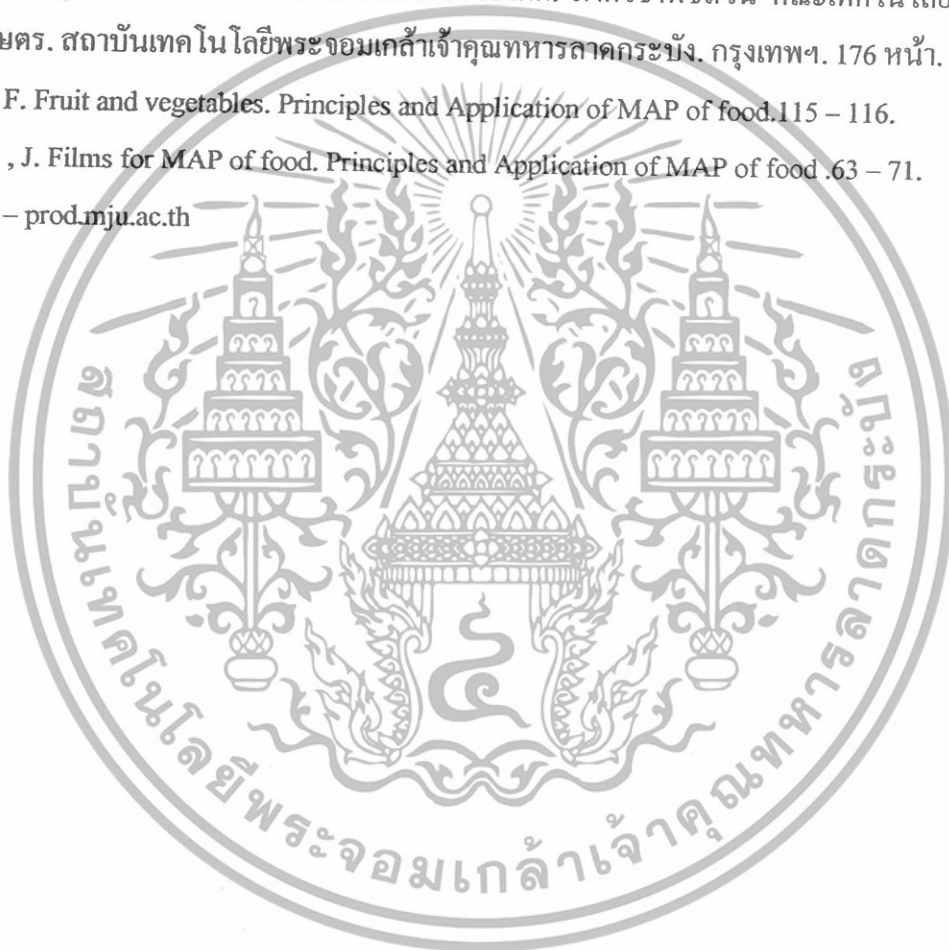 ษตร. สถาบันเทคโนโลยีพระจอมเกล้าเจ้าคุณทหารลาดกระบัง. กรุงเทพฯ. 176 หน้า.
F. Fruit and vegetables. Principles and Application of MAP of food.115 – 116.
, J. Films for MAP of food. Principles and Application of MAP of food .63 – 71.
– prod.mju.ac.th
สถาบันเทคโนโลยีพระจอมเกล้าเจ้าคุณทหารลาดกระบัง